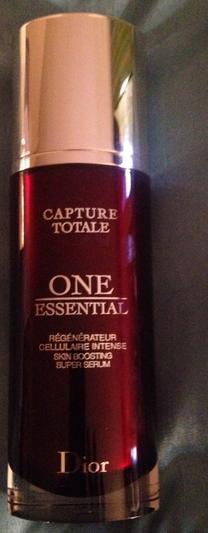 CAPTURE
TOTALE
ONE
ESSENTIAL
RÉGÉNÉRATEUR
CELLULAIRE INTENSE
SKIN BOOSTING
SUPER SERUM
Dior